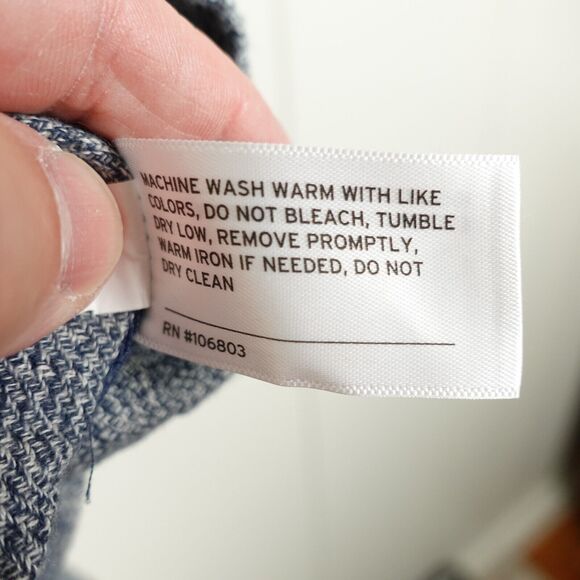 MACHINE WASH WARM WITH LIKE
COLORS, DO NOT BLEACH, TUMBLE
DRY LOW, REMOVE PROMPTLY,
WARM IRON IF NEEDED, DO NOT
DRY CLEAN
RN #106803